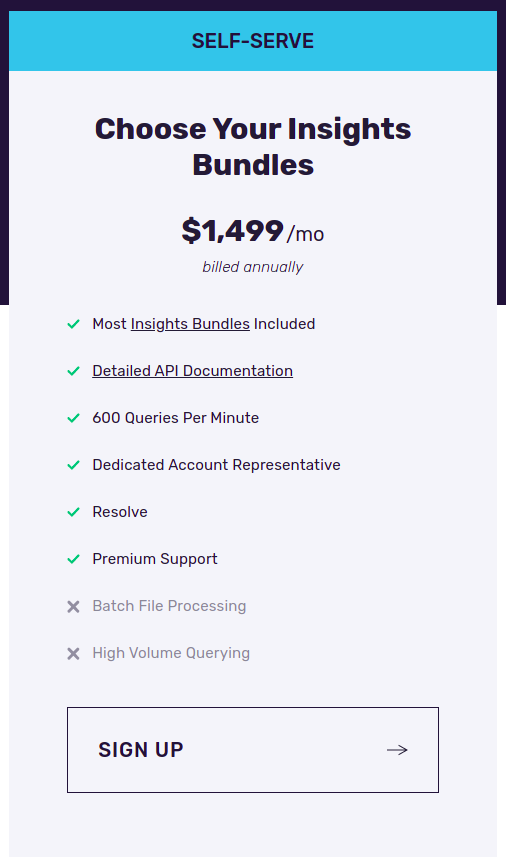 SELF-SERVE
Choose Your Insights
Bundles
$1,499/mo
billed annually
Most Insights Bundles Included
Detailed API Documentation
600 Queries Per Minute
Dedicated Account Representative
Resolve
Premium Support
Batch File Processing
High Volume Querying
SIGN UP